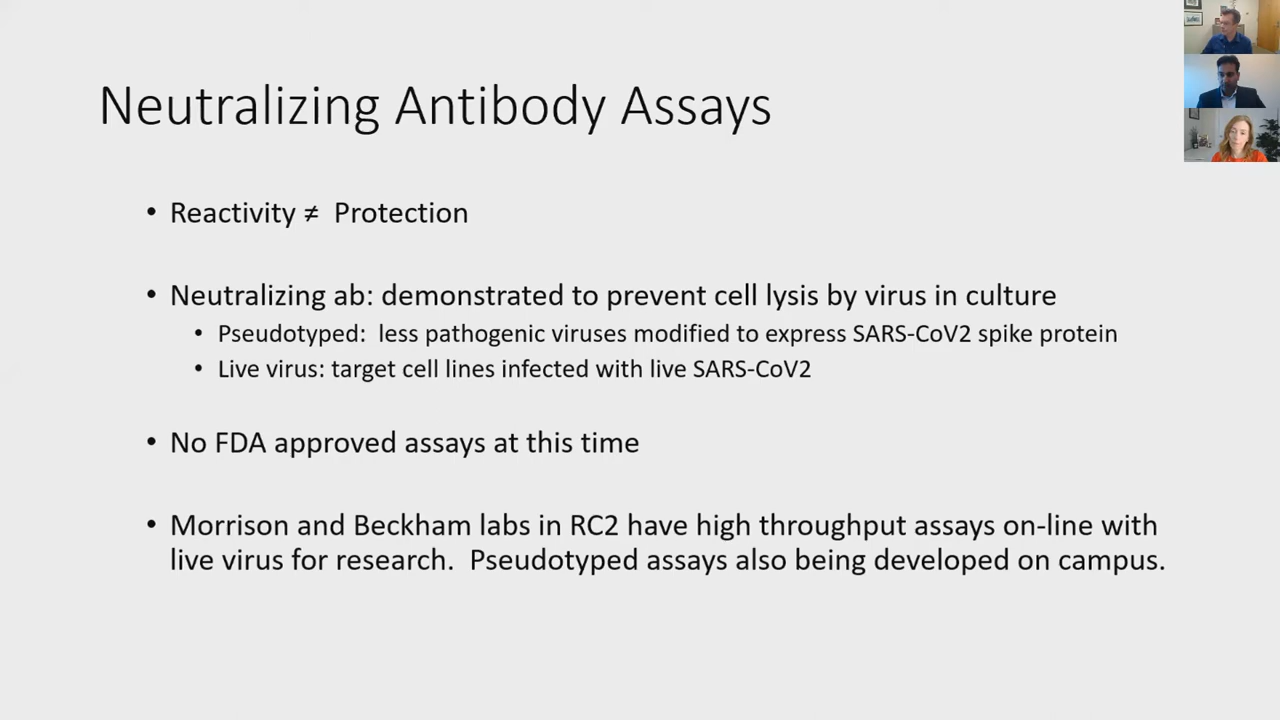 Neutralizing Antibody Assays
• Reactivity ≠ Protection
• Neutralizing ab: demonstrated to prevent cell lysis by virus in culture
• Pseudotyped: less pathogenic viruses modified to express SARS-CoV2 spike protein
• Live virus: target cell lines infected with live SARS-CoV2
• No FDA approved assays at this time
• Morrison and Beckham labs in RC2 have high throughput assays on-line with
live virus for research. Pseudotyped assays also being developed on campus.